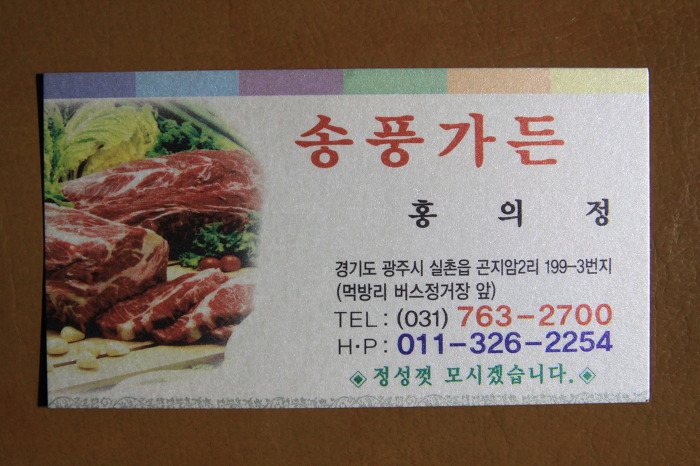 송풍가든
홍 의 정
경기도 광주시 실촌읍 곤지암2리 199-3번지
(먹방리 버스정거장 앞)
TEL : (031) 763-2700
H·P : 011-326-2254
◈정성껏 모시겠습니다.◈